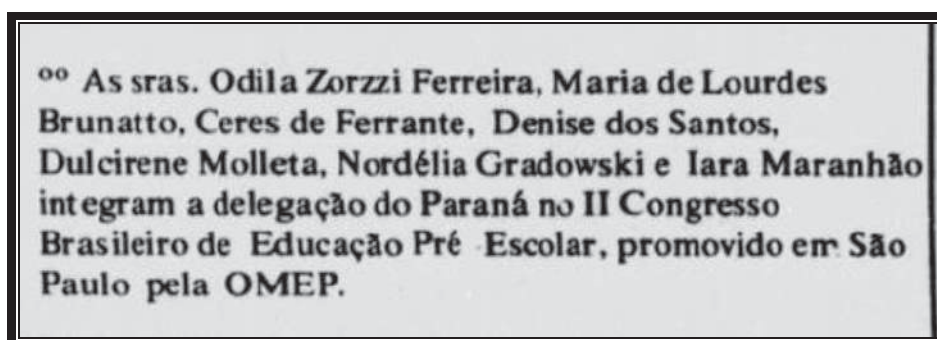 °° As sras. Odila Zorzzi Ferreira, Maria de Lourdes
Brunatto, Ceres de Ferrante, Denise dos Santos,
Dulcirene Molleta, Nordélia Gradowski e Iara Maranhão
integram a delegação do Paraná no II Congresso
Brasileiro de Educação Pré Escolar, promovido em São
Paulo pela OMEP.